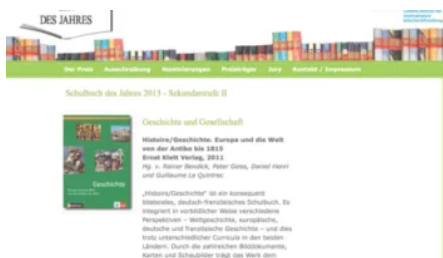 DES JAHRES
Der Preis Ausschreibung Nominierungen Preisträger Jury Kontakt / Impressum
Schulbuch des Jahres 2013 - Sekundarstufe II
Geschichte und Gesellschaft
Histoire/Geschichte. Europa und die Welt
von der Antike bis 1815
Ernst Klett Verlag, 2011
Hg. v. Rainer Bendick, Peter Geiss, Daniel Henri
und Guillaume Le Quintrec
Geschichte
„Histoire/Geschichte" ist ein konsequent
bilaterales, deutsch-französisches Schulbuch. Es
integriert in vorbildlicher Weise verschiedene
Perspektiven – Weltgeschichte, europäische,
deutsche und französische Geschichte – und dies
trotz unterschiedlicher Curricula in den beiden
Ländern. Durch die zahlreichen Bilddokumente,
Karten und Schaubilder trägt das Werk dem